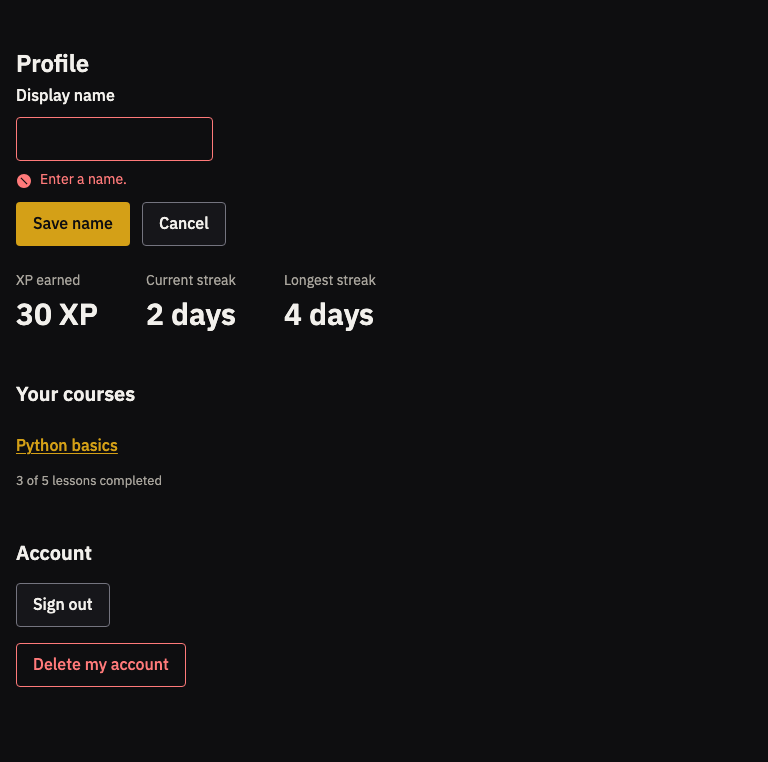 Profile
Display name
Enter a name.
Save name Cancel
XP earned Current streak Longest streak
30 XP 2 days 4 days
Your courses
Python basics
3 of 5 lessons completed
Account
Sign out
Delete my account